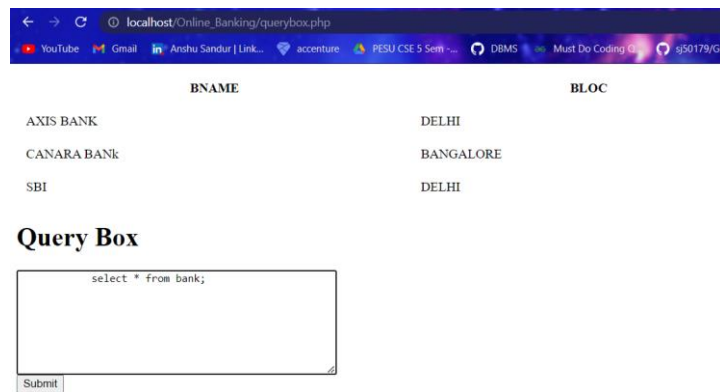 localhost/Online_Banking/querybox.php
YouTube Gmail Anshu Sandur | Link... accenture PESU CSE 5 Sem -... DBMS Must Do Coding Q... sj50179/G
BNAME BLOC
AXIS BANK DELHI
CANARA BANk BANGALORE
SBI DELHI
Query Box
select * from bank;
Submit